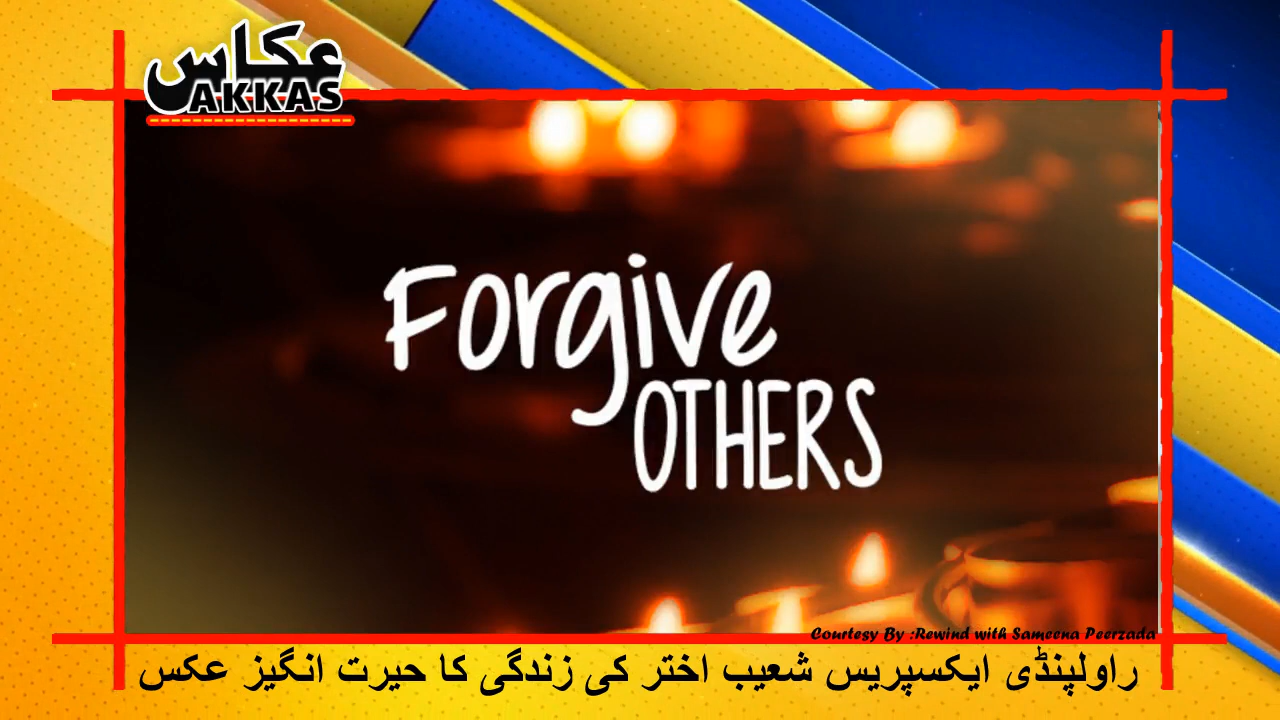 عکاس
AKKAS
Forgive
OTHERS
Courtesy By :Rewind with Sameena Peerzada
راولپنڈی ایکسپریس شعیب اختر کی زندگی کا حیرت انگیز عکس